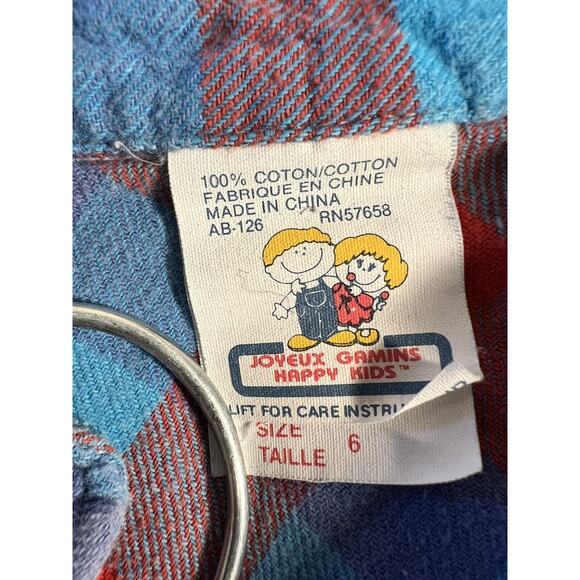 100% COTON/COTTON
FABRIQUE EN CHINE
MADE IN CHINA
AB-126 RN57658
JOYEUX GAMINS
HAPPY KIDS™
LIFT FOR CARE
SIZE
TAILLE 6